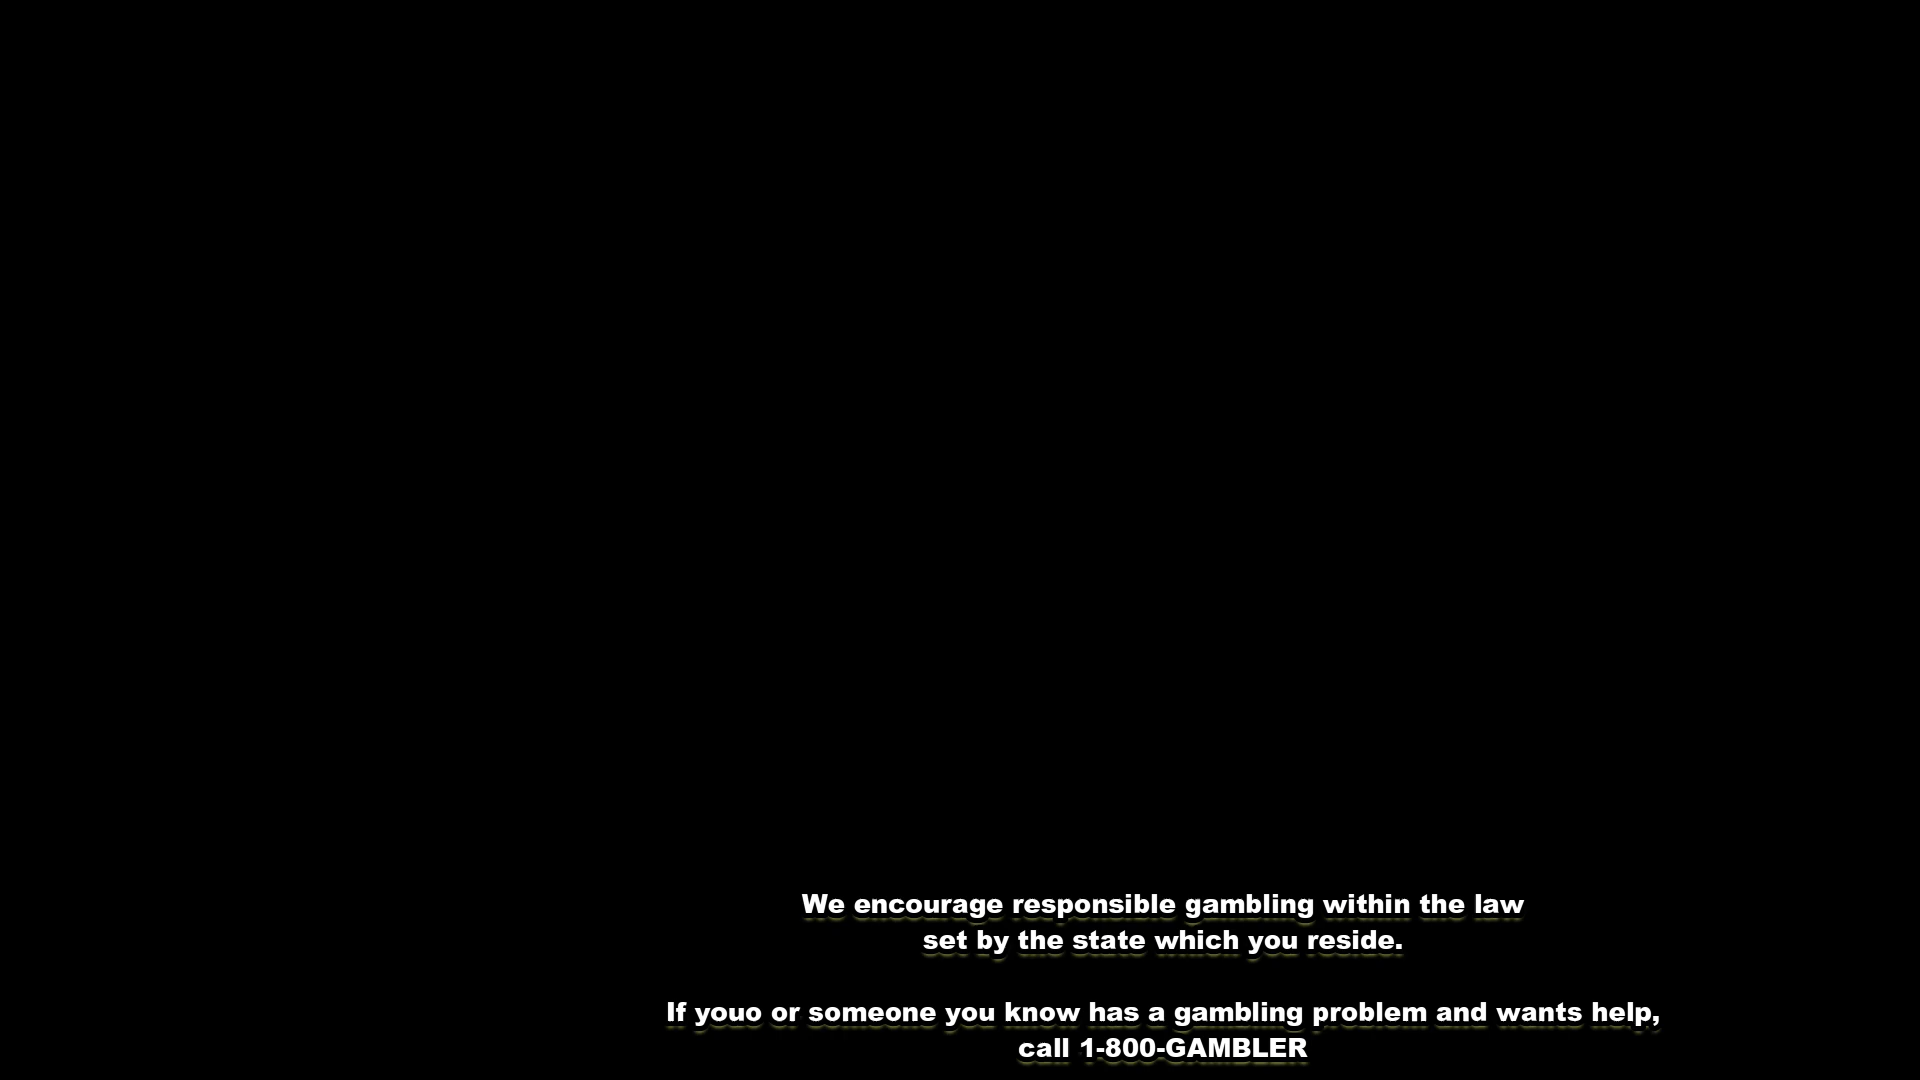 We encourage responsible gambling within the law
set by the state which you reside.
If youo or someone you know has a gambling problem and wants help,
call 1-800-GAMBLER